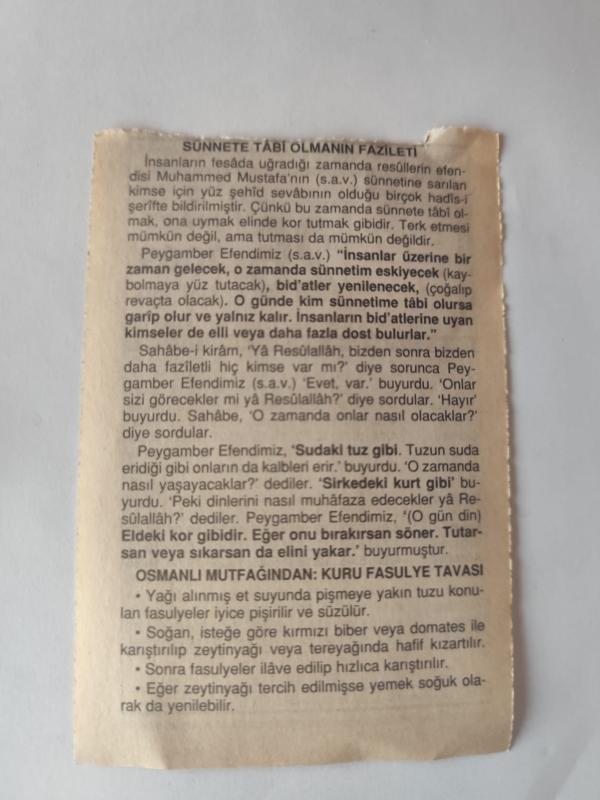 SÜNNETE TÂBİ OLMANIN FAZÎLETİ
İnsanların fesâda uğradığı zamanda resûllerin efen-
disi Muhammed Mustafa'nın (s.a.v.) sünnetine sarılan
kimse için yüz şehîd sevâbının olduğu birçok hadîs-i
şerîfte bildirilmiştir. Çünkü bu zamanda sünnete tâbî ol-
mak, ona uymak elinde kor tutmak gibidir. Terk etmesi
mümkün değil, ama tutması da mümkün değildir.
Peygamber Efendimiz (s.a.v.) "İnsanlar üzerine bir
zaman gelecek, o zamanda sünnetim eskiyecek (kay-
bolmaya yüz tutacak), bid'atler yenilenecek, (çoğalıp
revaçta olacak). O günde kim sünnetime tâbi olursa
garîp olur ve yalnız kalır. İnsanların bid'atlerine uyan
kimseler de elli veya daha fazla dost bulurlar."
Sahâbe-i kirâm, 'Yâ Resûlallâh, bizden sonra bizden
daha fazîletli hiç kimse var mı?' diye sorunca Pey-
gamber Efendimiz (s.a.v.) 'Evet, var.' buyurdu. 'Onlar
sizi görecekler mi yâ Resûlallâh?' diye sordular. 'Hayır'
buyurdu. Sahâbe, 'O zamanda onlar nasıl olacaklar?'
diye sordular.
Peygamber Efendimiz, 'Sudaki tuz gibi. Tuzun suda
eridiği gibi onların da kalbleri erir.' buyurdu. 'O zamanda
nasıl yaşayacaklar?' dediler. 'Sirkedeki kurt gibi' bu-
yurdu. 'Peki dinlerini nasıl muhâfaza edecekler yâ Re-
sûlallâh?' dediler. Peygamber Efendimiz, '(O gün din)
Eldeki kor gibidir. Eğer onu bırakırsan söner. Tutar-
san veya sıkarsan da elini yakar.' buyurmuştur.
OSMANLI MUTFAĞINDAN: KURU FASULYE TAVASI
• Yağı alınmış et suyunda pişmeye yakın tuzu konu-
lan fasulyeler iyice pişirilir ve süzülür.
• Soğan, isteğe göre kırmızı biber veya domates ile
karıştırılıp zeytinyağı veya tereyağında hafif kızartılır.
• Sonra fasulyeler ilâve edilip hızlıca karıştırılır.
• Eğer zeytinyağı tercih edilmişse yemek soğuk ola-
rak da yenilebilir.